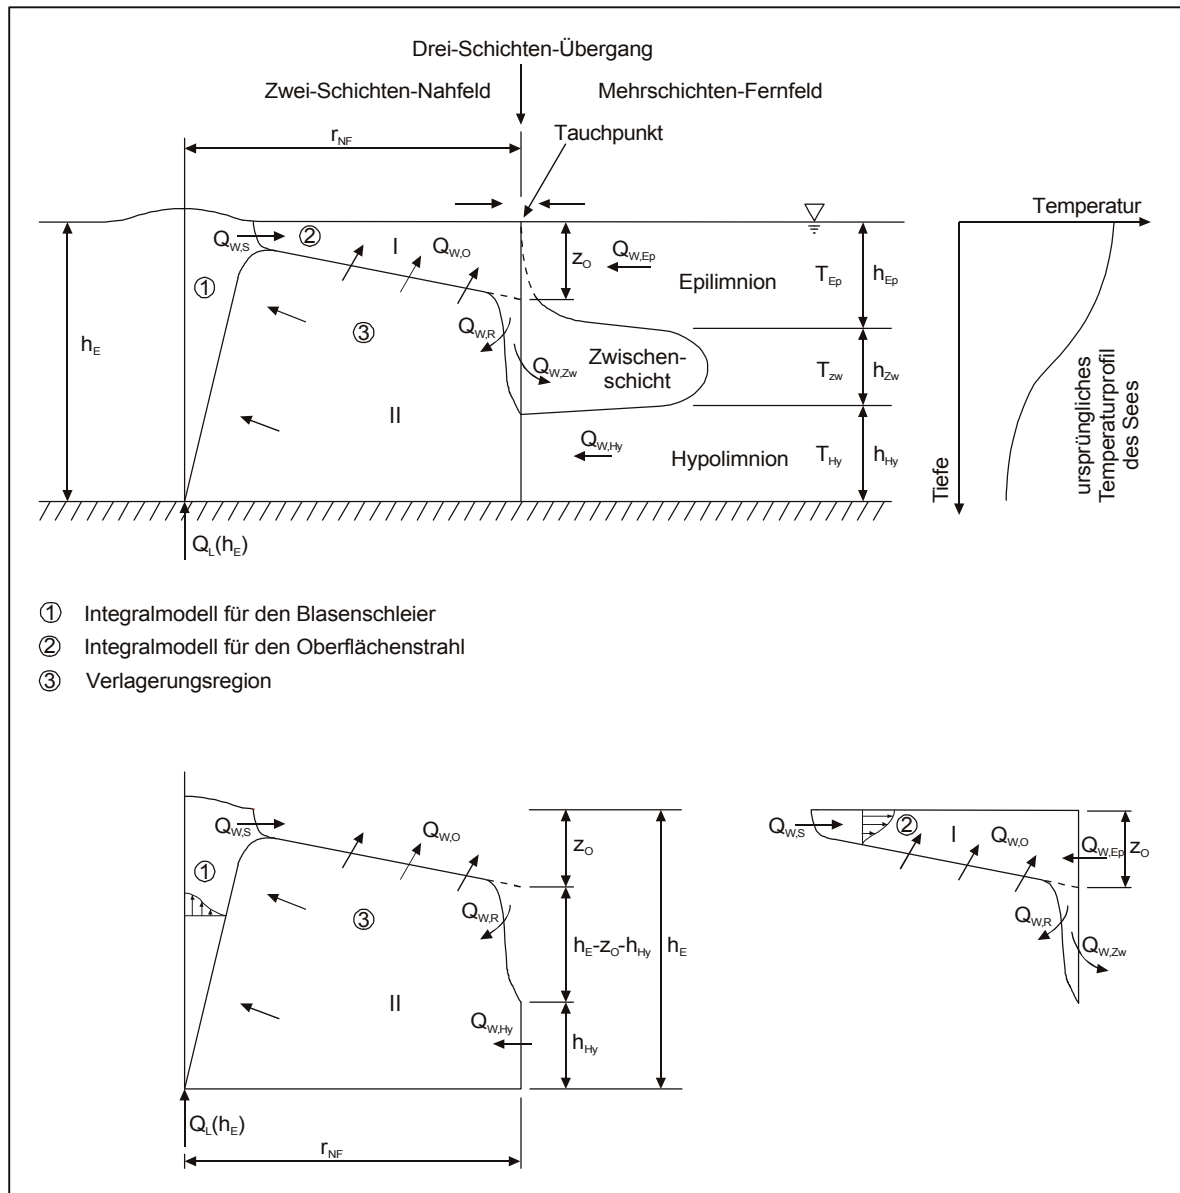 Drei-Schichten-Übergang
Zwei-Schichten-Nahfeld
Mehrschichten-Fernfeld
r_NF
Tauchpunkt
Temperatur
Q_W,S
②
I
Q_W,O
z_O
Q_W,Ep
Epilimnion
T_Ep
h_Ep
①
h_E
③
Q_W,R
Q_W,Zw
Zwischen-
schicht
T_zw
h_Zw
II
Q_W,Hy
Hypolimnion
T_Hy
h_Hy
Tiefe
ursprüngliches
Temperaturprofil
des Sees
Q_L(h_E)
① Integralmodell für den Blasenschleier
② Integralmodell für den Oberflächenstrahl
③ Verlagerungsregion
Q_W,S
Q_W,O
z_O
①
③
Q_W,R
h_E-z_O-h_Hy
h_E
II
Q_W,Hy
h_Hy
Q_L(h_E)
r_NF
Q_W,S
②
I
Q_W,O
Q_W,Ep
z_O
Q_W,R
Q_W,Zw